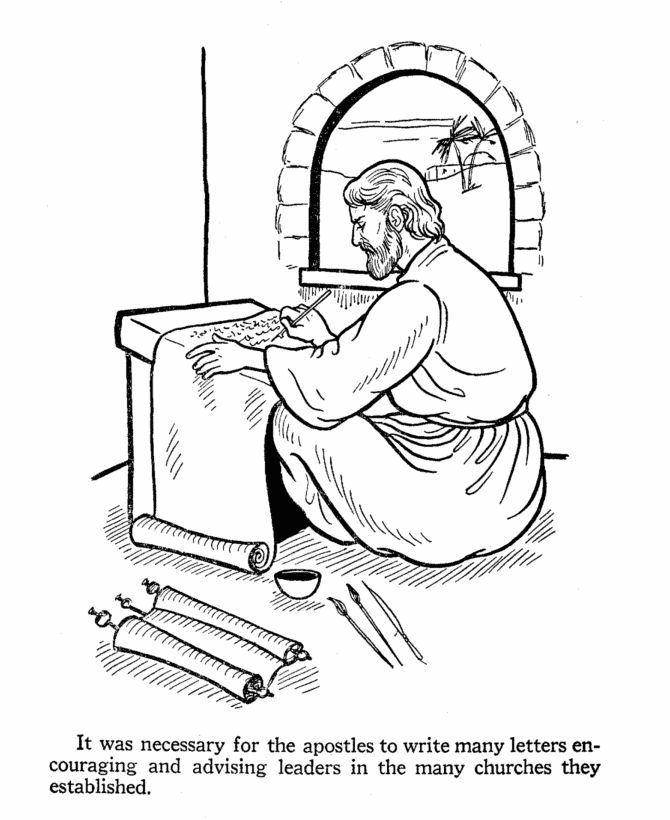 It was necessary for the apostles to write many letters en-
couraging and advising leaders in the many churches they
established.